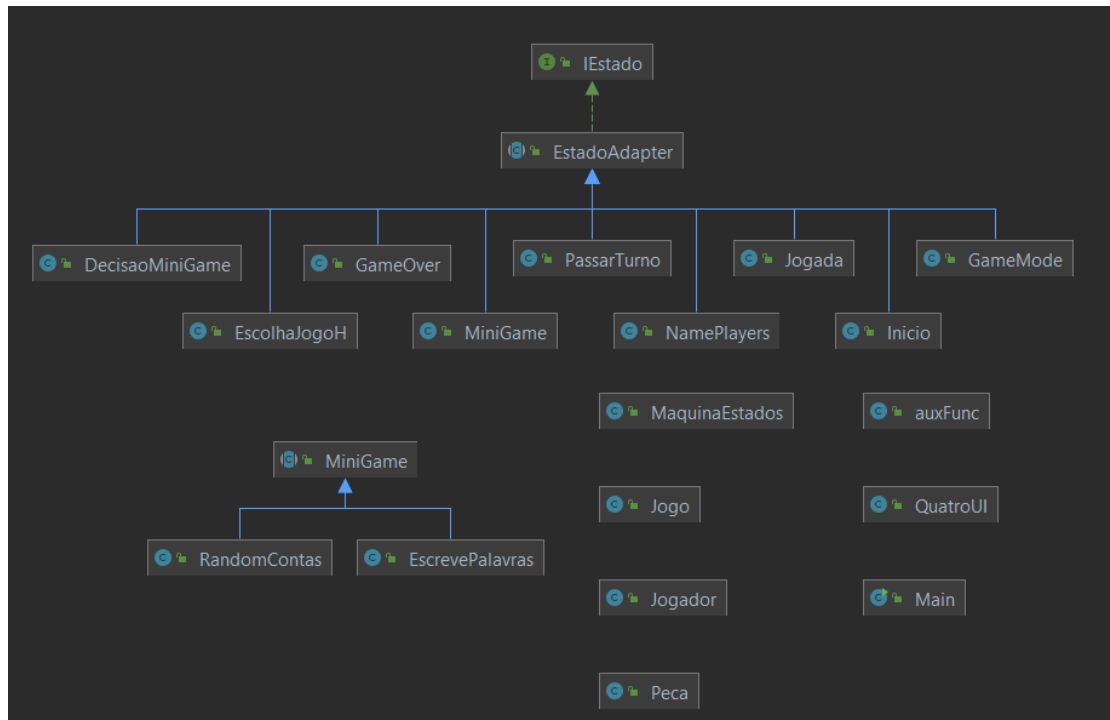 IEstado
EstadoAdapter
DecisaoMiniGame
GameOver
PassarTurno
Jogada
GameMode
EscolhaJogoH
MiniGame
NamePlayers
Inicio
MaquinaEstados
auxFunc
MiniGame
Jogo
QuatroUI
RandomContas
EscrevePalavras
Jogador
Main
Peca